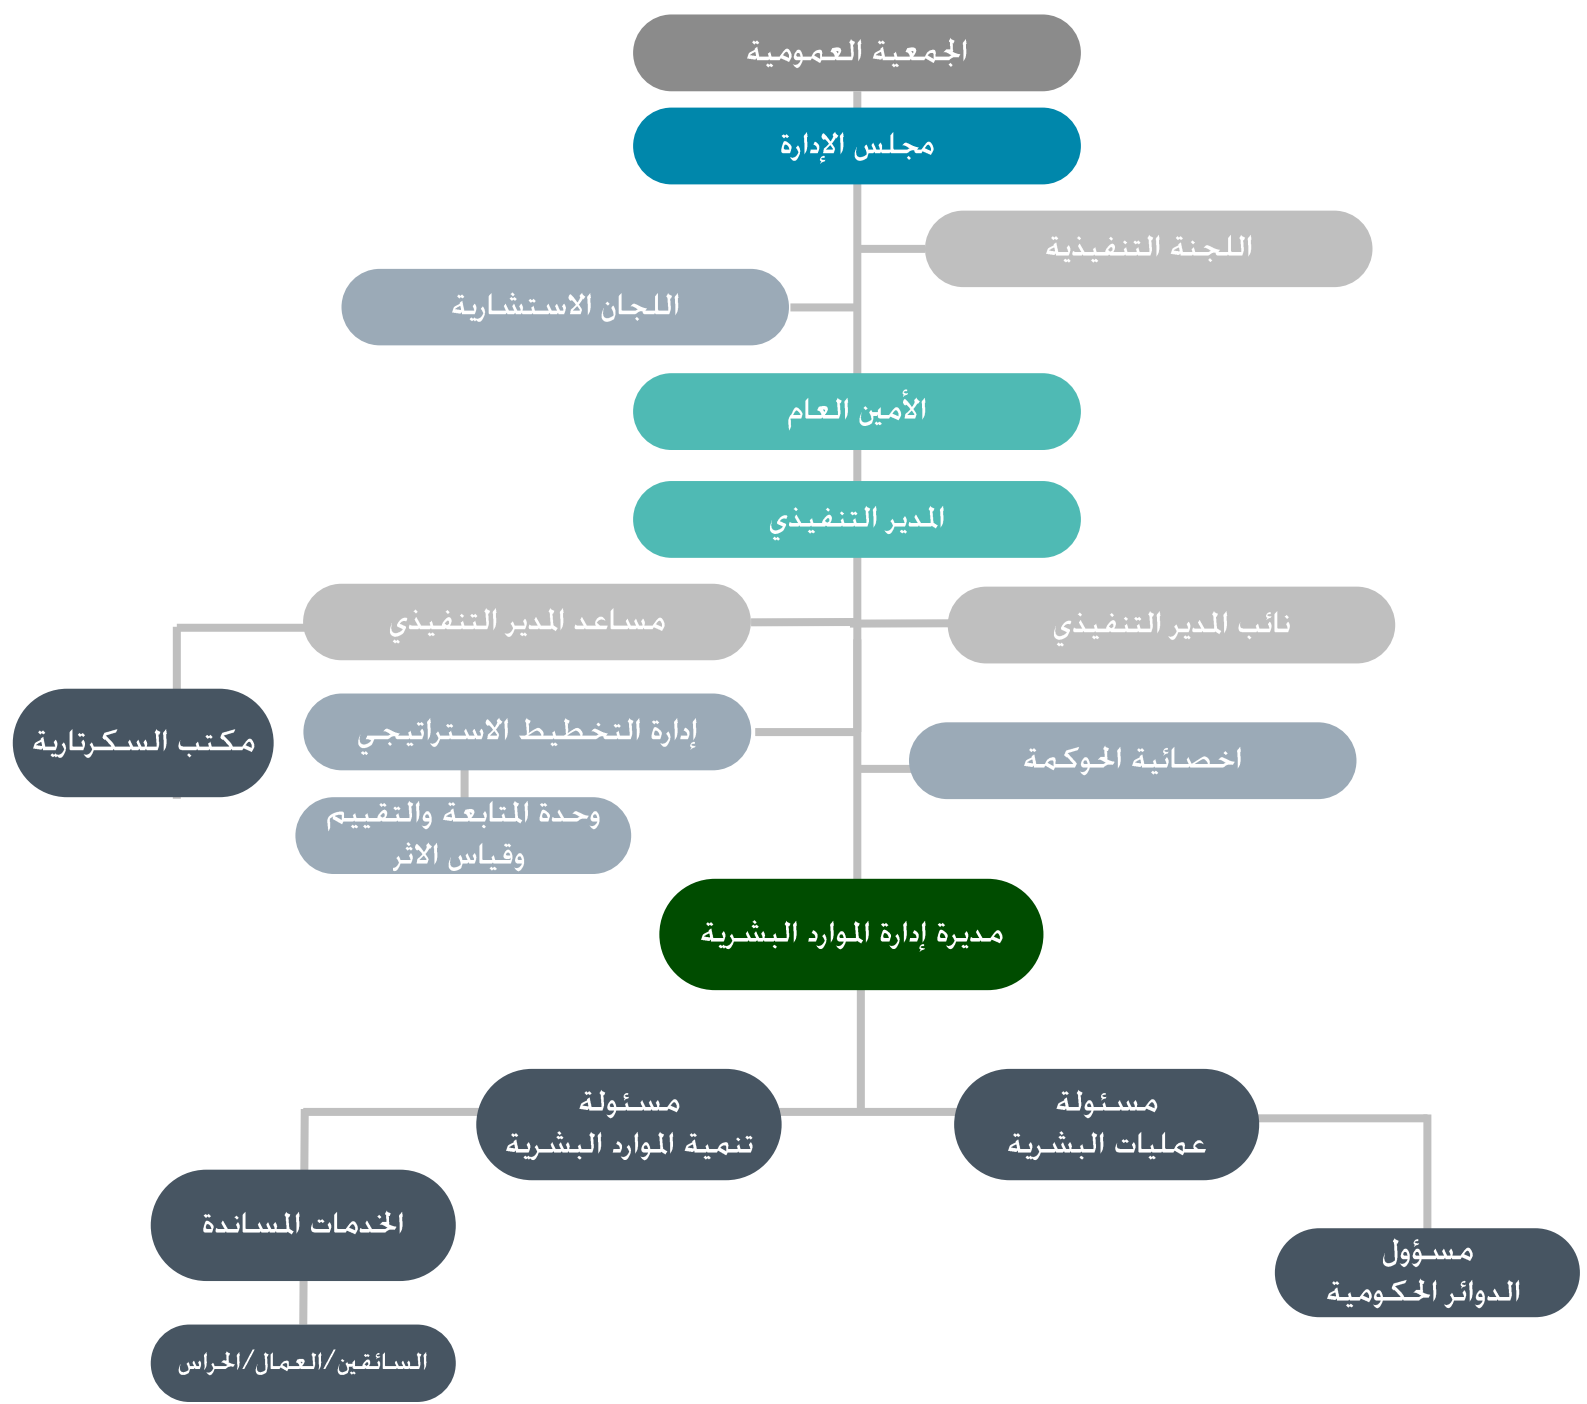 الجمعية العمومية
مجلس الإدارة
اللجنة التنفيذية
اللجان الاستشارية
الأمين العام
المدير التنفيذي
نائب المدير التنفيذي
مساعد المدير التنفيذي
مكتب السكرتارية
إدارة التخطيط الاستراتيجي
اخصائية الحوكمة
وحدة المتابعة والتقييم
وقياس الاثر
مديرة إدارة الموارد البشرية
مسئولة
عمليات البشرية
مسئولة
تنمية الموارد البشرية
الخدمات المساندة
مسؤول
الدوائر الحكومية
السائقين/العمال/الحراس